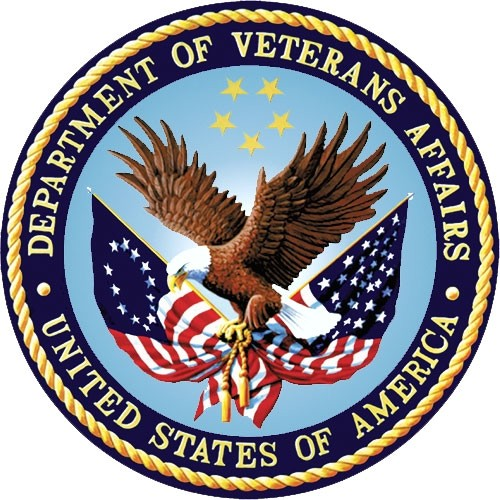 DEPARTMENT OF VETERANS AFFAIRS
UNITED STATES OF AMERICA